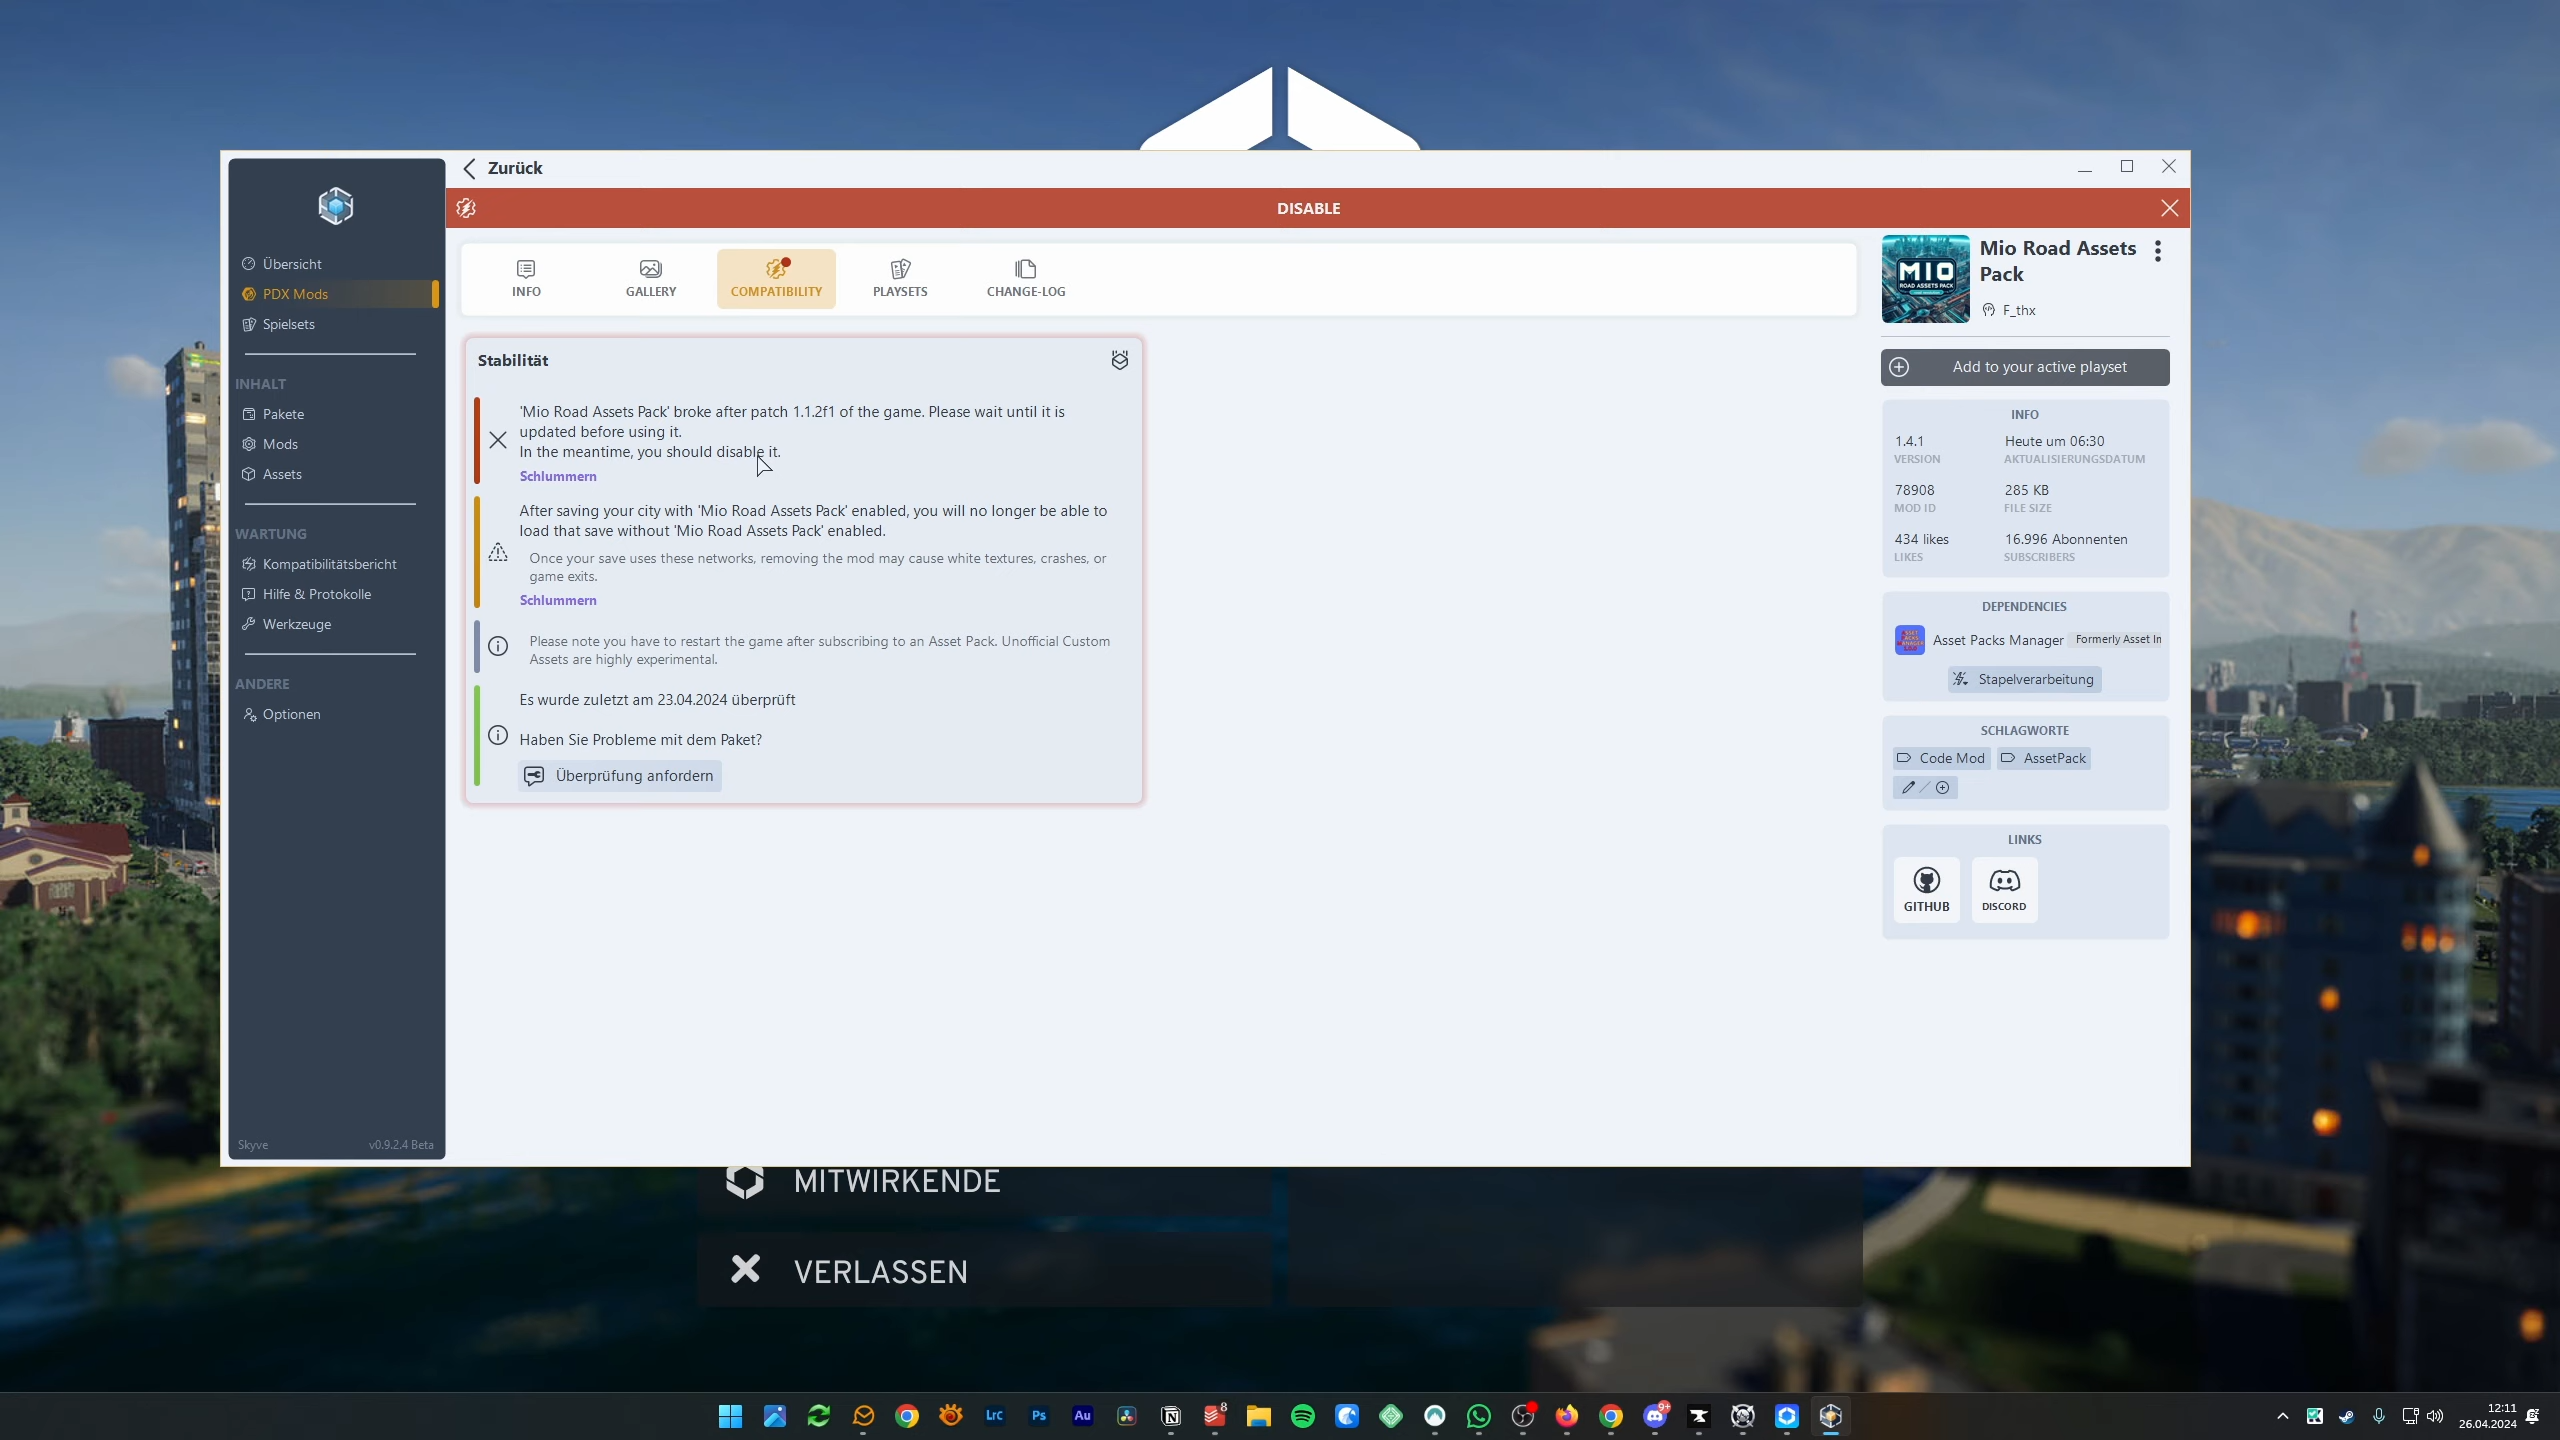 Zurück
DISABLE
Übersicht
PDX Mods
Spielsets
INHALT
Pakete
Mods
Assets
WARTUNG
Kompatibilitätsbericht
Hilfe & Protokolle
Werkzeuge
ANDERE
Optionen
Skyve v0.9.2.4 Beta
INFO
GALLERY
COMPATIBILITY
PLAYSETS
CHANGE-LOG
Stabilität
'Mio Road Assets Pack' broke after patch 1.1.2f1 of the game. Please wait until it is
updated before using it.
In the meantime, you should disable it.
Schlummern
After saving your city with 'Mio Road Assets Pack' enabled, you will no longer be able to
load that save without 'Mio Road Assets Pack' enabled.
Once your save uses these networks, removing the mod may cause white textures, crashes, or
game exits.
Schlummern
Please note you have to restart the game after subscribing to an Asset Pack. Unofficial Custom
Assets are highly experimental.
Es wurde zuletzt am 23.04.2024 überprüft
Haben Sie Probleme mit dem Paket?
Überprüfung anfordern
MIO
ROAD ASSETS PACK
Mio Road Assets
Pack
F_thx
Add to your active playset
INFO
1.4.1 Heute um 06:30
VERSION AKTUALISIERUNGSDATUM
78908 285 KB
MOD ID FILE SIZE
434 likes 16.996 Abonnenten
LIKES SUBSCRIBERS
DEPENDENCIES
Asset Packs Manager Formerly Asset In
Stapelverarbeitung
SCHLAGWORTE
Code Mod AssetPack
LINKS
GITHUB DISCORD
MITWIRKENDE
VERLASSEN
LrC
Ps
Au
8
9+
12:11
26.04.2024